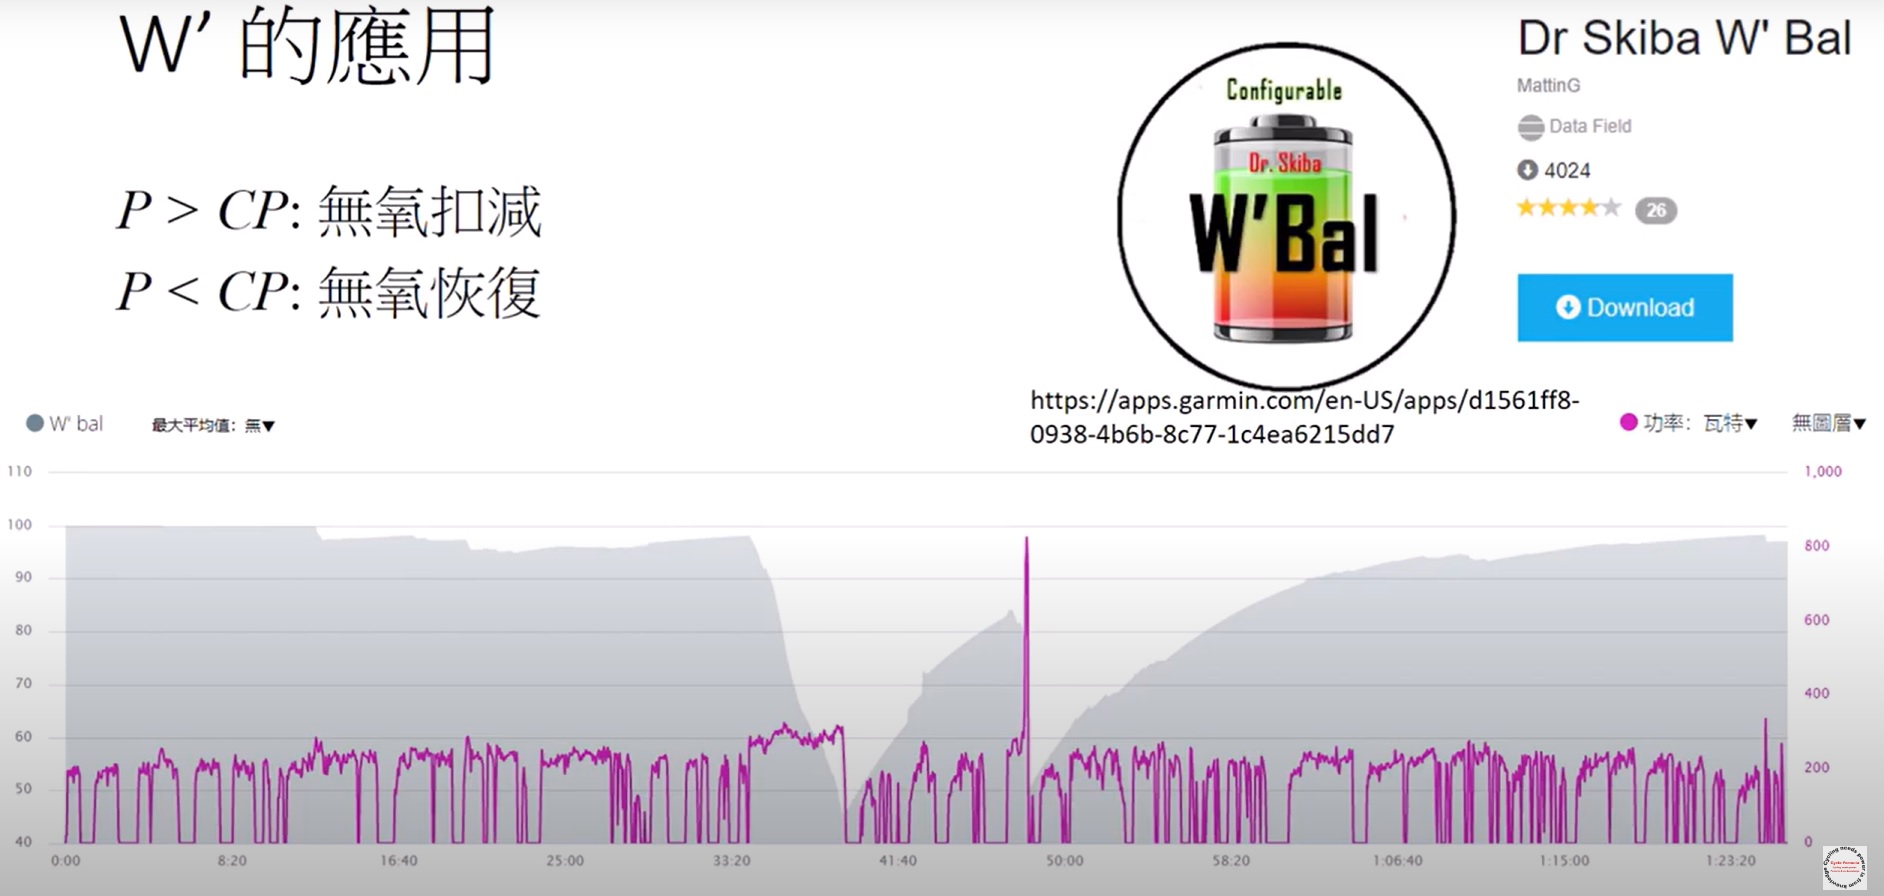 W′ 的應用
P > CP: 無氧扣減
P < CP: 無氧恢復
Configurable
Dr. Skiba
W'Bal
Dr Skiba W' Bal
MattinG
Data Field
4024
26
Download
https://apps.garmin.com/en-US/apps/d1561ff8-
0938-4b6b-8c77-1c4ea6215dd7
W' bal 最大平均值: 無▼
功率: 瓦特▼ 無圖層▼
110
100
90
80
70
60
50
40
1,000
800
600
400
200
0
0:00 8:20 16:40 25:00 33:20 41:40 50:00 58:20 1:06:40 1:15:00 1:23:20